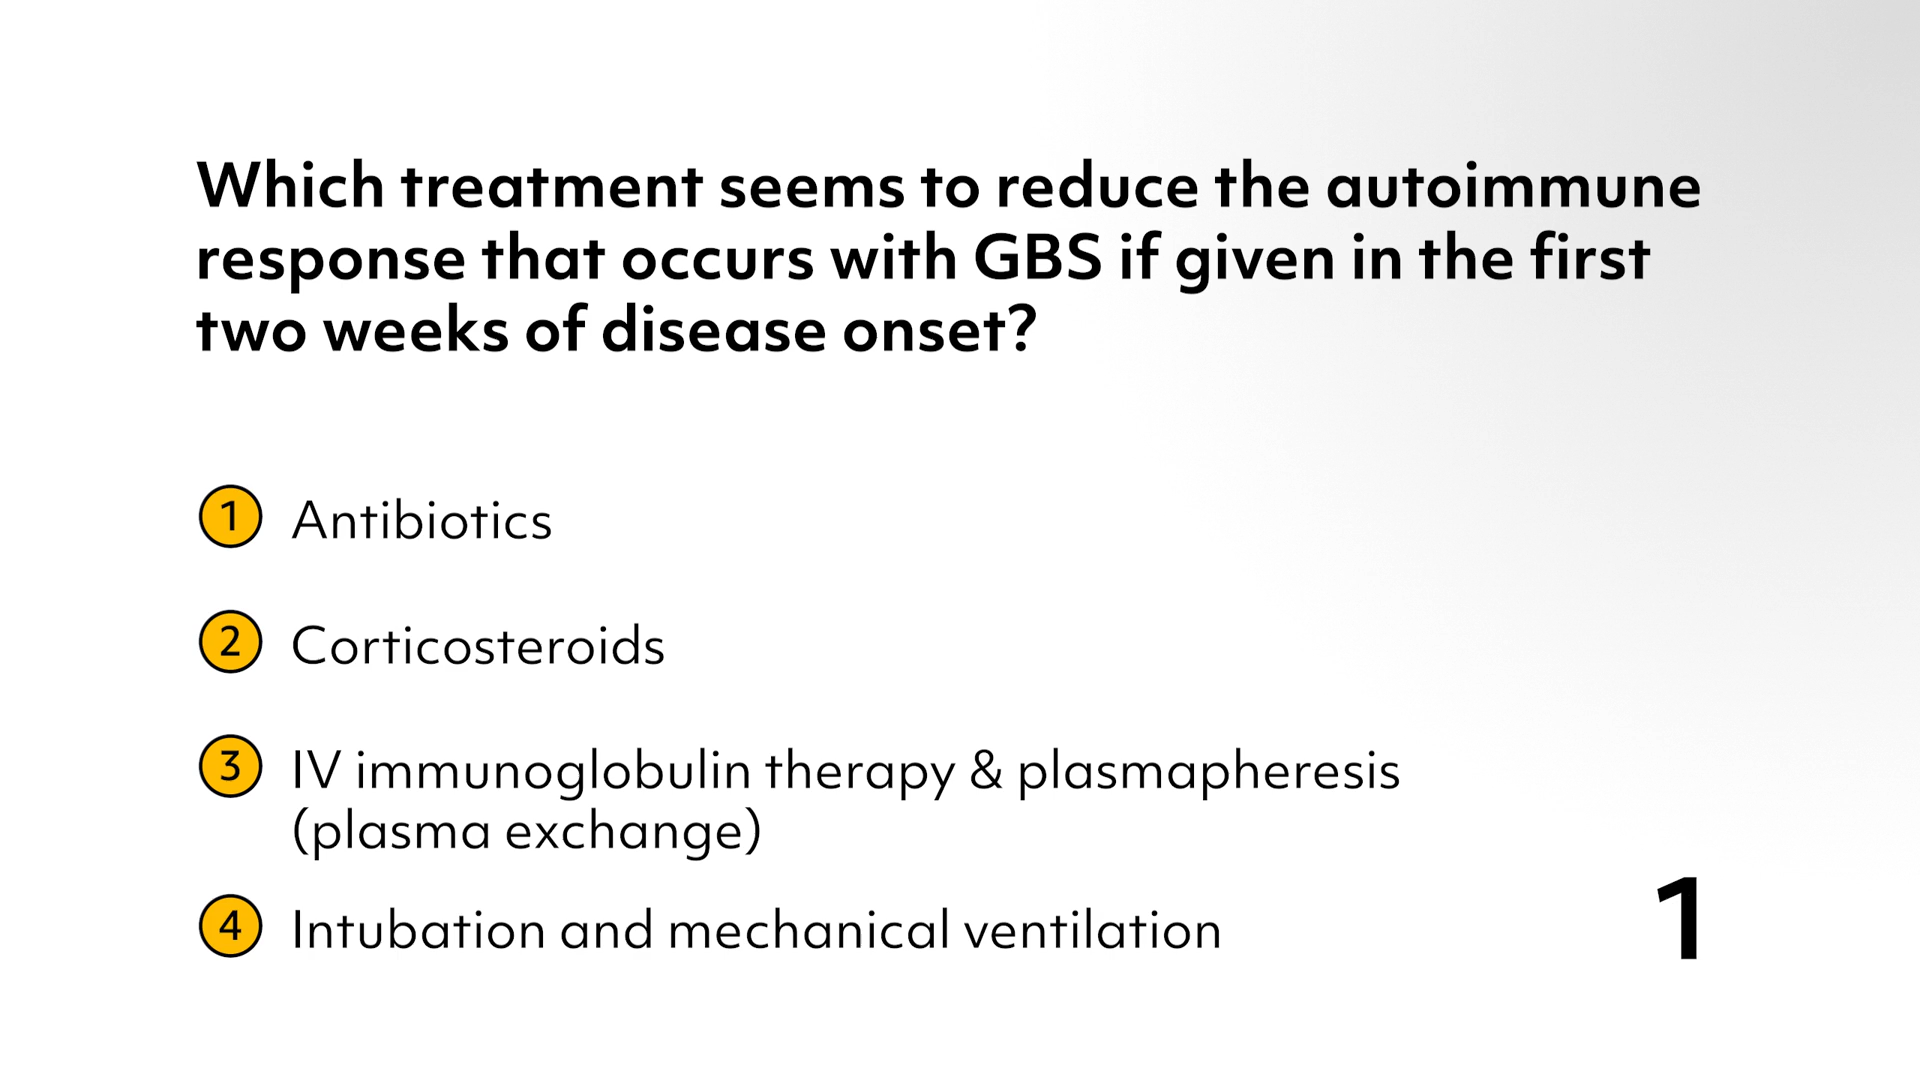 Which treatment seems to reduce the autoimmune
response that occurs with GBS if given in the first
two weeks of disease onset?
1 Antibiotics
2 Corticosteroids
3 IV immunoglobulin therapy & plasmapheresis
(plasma exchange)
4 Intubation and mechanical ventilation
1